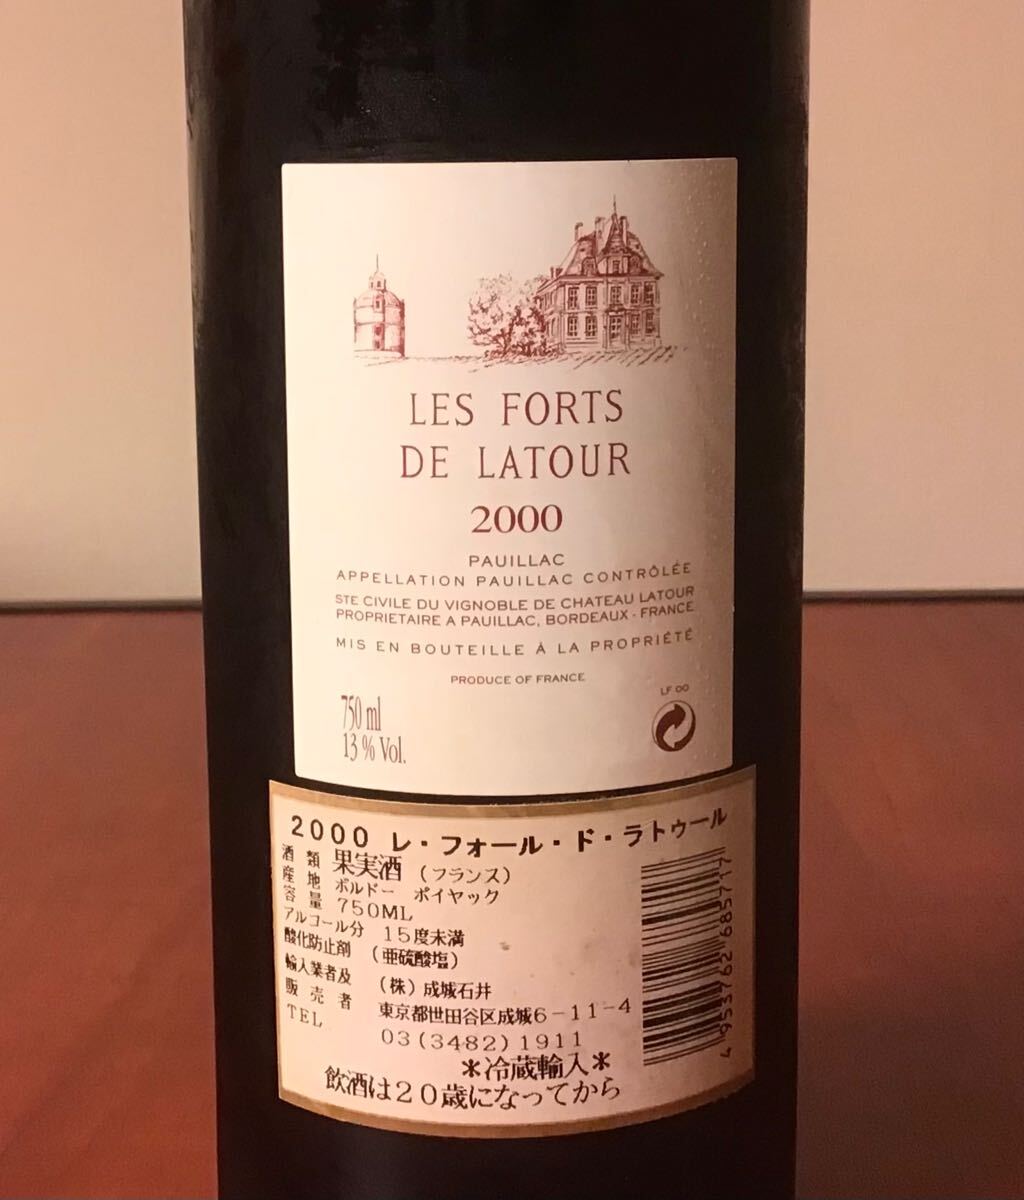 LES FORTS
DE LATOUR
2000
PAUILLAC
APPELLATION PAUILLAC CONTRÔLÉE
STE CIVILE DU VIGNOBLE DE CHATEAU LATOUR
PROPRIETAIRE A PAUILLAC, BORDEAUX - FRANCE
MIS EN BOUTEILLE À LA PROPRIÉTÉ
PRODUCE OF FRANCE
LF 00
750 ml
13 % Vol.
2000 レ・フォール・ド・ラトゥール
酒類 果実酒 (フランス)
産地 ボルドー ポイヤック
容量 750ML
アルコール分 15度未満
酸化防止剤 (亜硫酸塩)
輸入業者及 (株)成城石井
販売者 東京都世田谷区成城6-11-4
TEL 03(3482)1911
*冷蔵輸入*
飲酒は20歳になってから
4 953762 685717